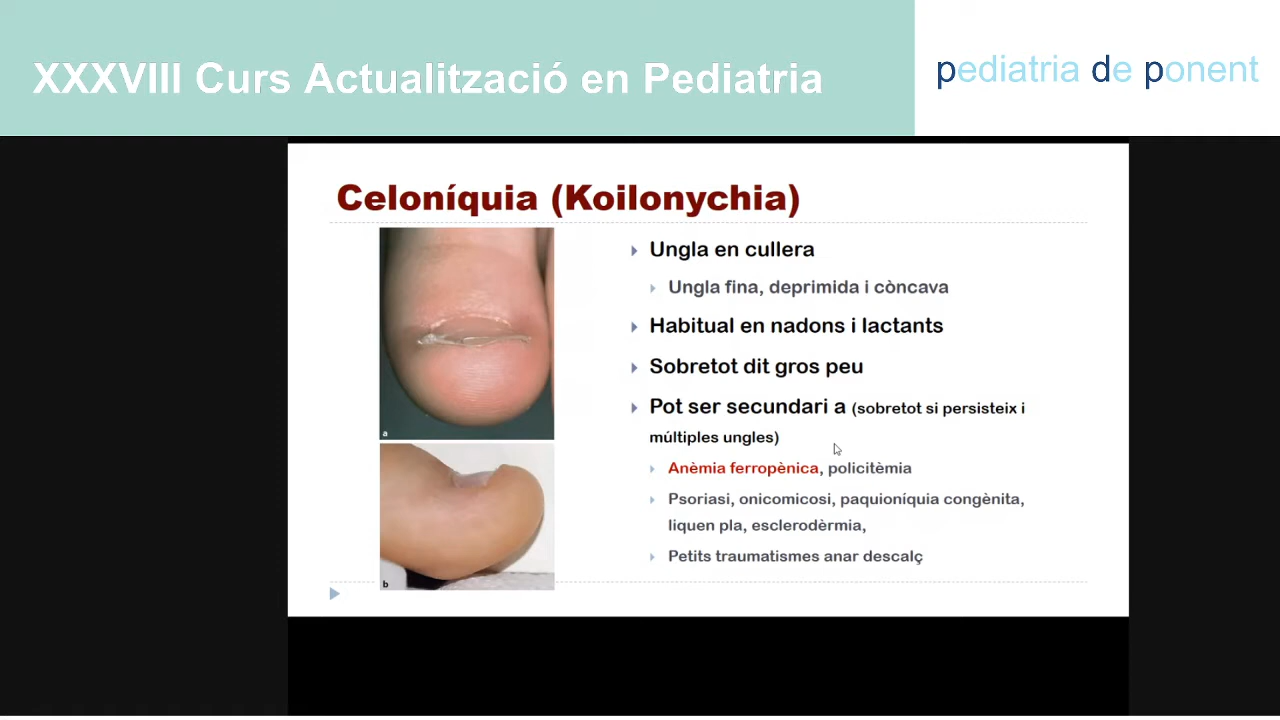 XXXVIII Curs Actualització en Pediatria
pediatria de ponent
Celoníquia (Koilonychia)
Ungla en cullera
Ungla fina, deprimida i còncava
Habitual en nadons i lactants
Sobretot dit gros peu
Pot ser secundari a (sobretot si persisteix i
múltiples ungles)
Anèmia ferropènica, policitèmia
Psoriasi, onicomicosi, paquioníquia congènita,
liquen pla, esclerodèrmia,
Petits traumatismes anar descalç
a
b